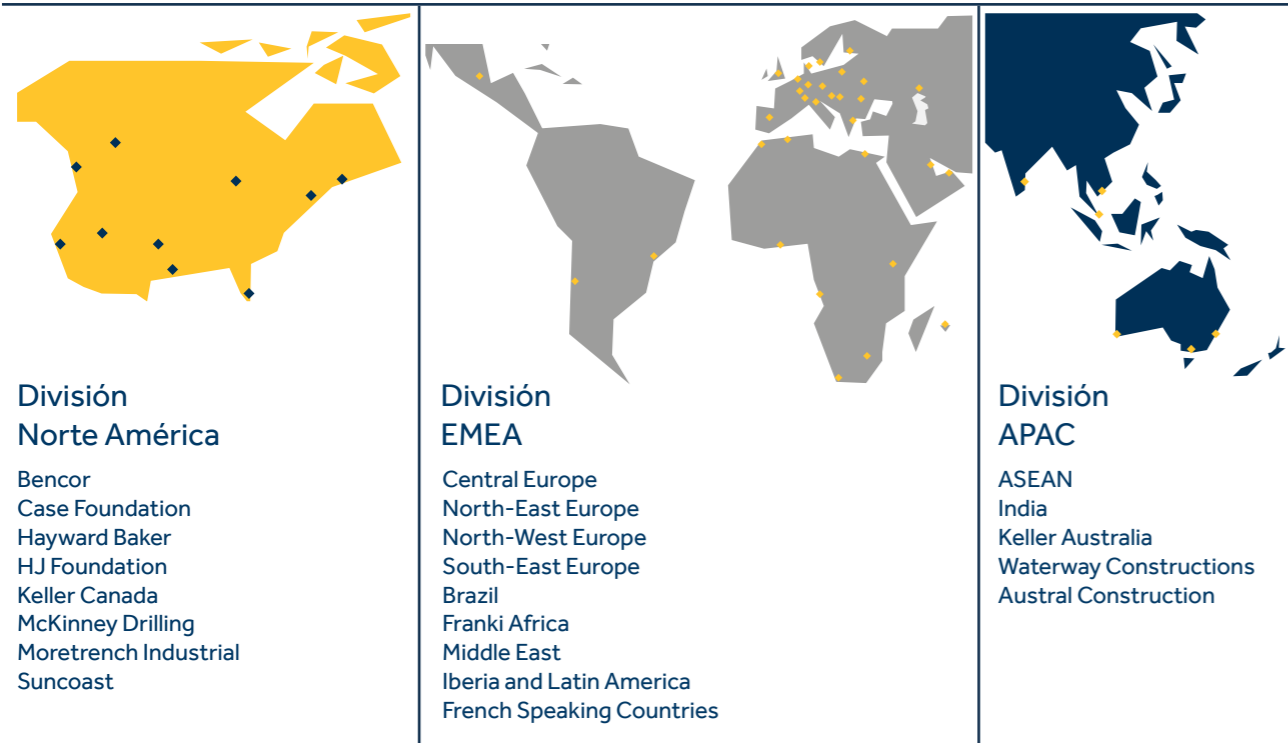 División
Norte América
Bencor
Case Foundation
Hayward Baker
HJ Foundation
Keller Canada
McKinney Drilling
Moretrench Industrial
Suncoast
División
EMEA
Central Europe
North-East Europe
North-West Europe
South-East Europe
Brazil
Franki Africa
Middle East
Iberia and Latin America
French Speaking Countries
División
APAC
ASEAN
India
Keller Australia
Waterway Constructions
Austral Construction